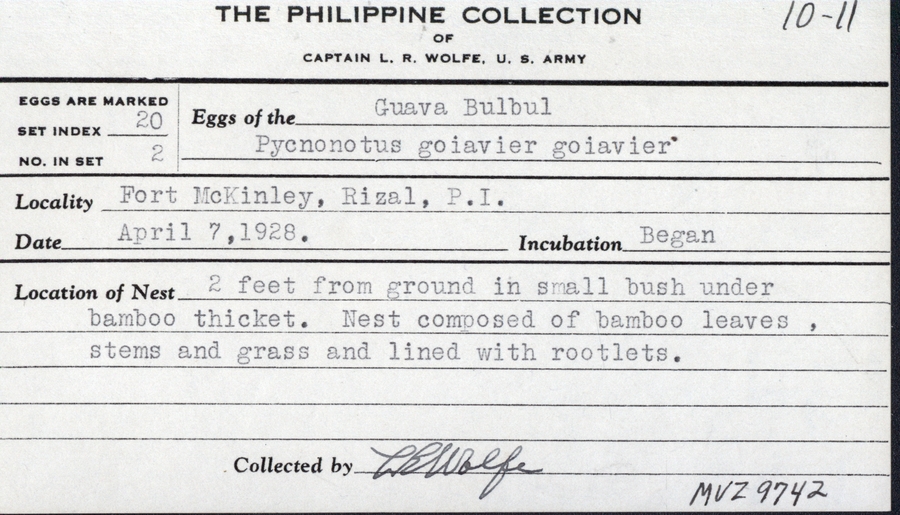 THE PHILIPPINE COLLECTION 10-11
OF
CAPTAIN L. R. WOLFE, U. S. ARMY
EGGS ARE MARKED
SET INDEX 20
NO. IN SET 2
Eggs of the Guava Bulbul
Pycnonotus goiavier goiavier
Locality Fort McKinley, Rizal, P.I.
Date April 7,1928. Incubation Began
Location of Nest 2 feet from ground in small bush under
bamboo thicket. Nest composed of bamboo leaves ,
stems and grass and lined with rootlets.
Collected by LRWolfe
MVZ 9742